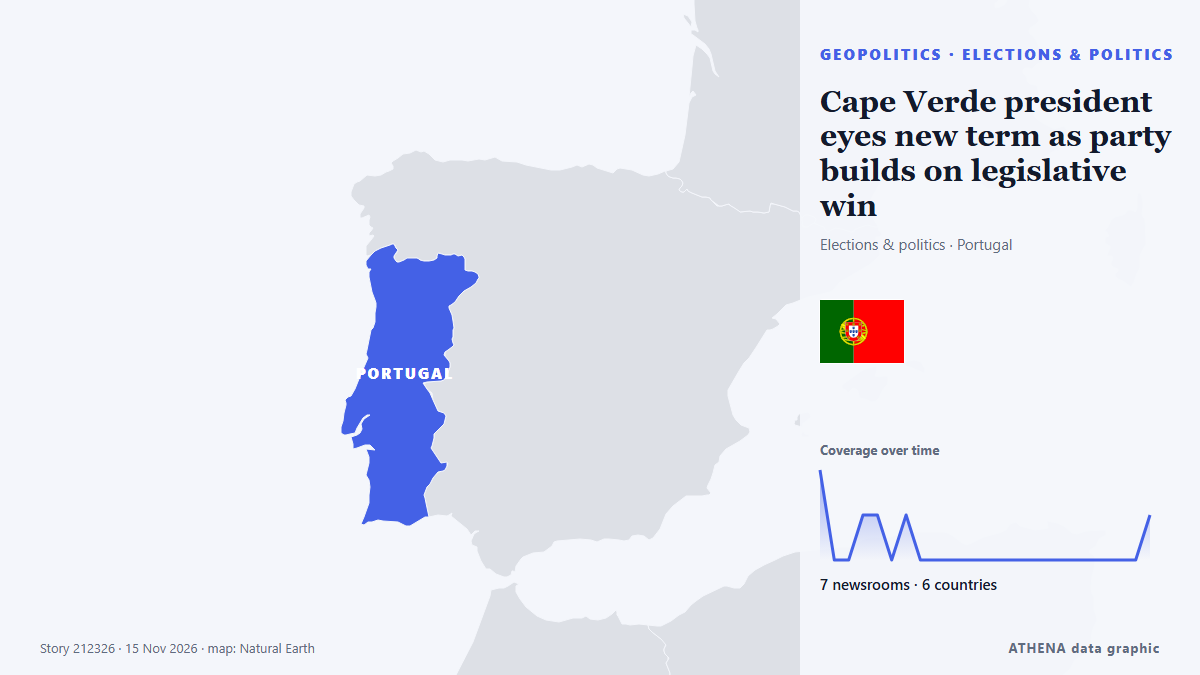 GEOPOLITICS · ELECTIONS & POLITICS
Cape Verde president
eyes new term as party
builds on legislative
win
Elections & politics · Portugal
PORTUGAL
Coverage over time
7 newsrooms · 6 countries
Story 212326 · 15 Nov 2026 · map: Natural Earth
ATHENA data graphic